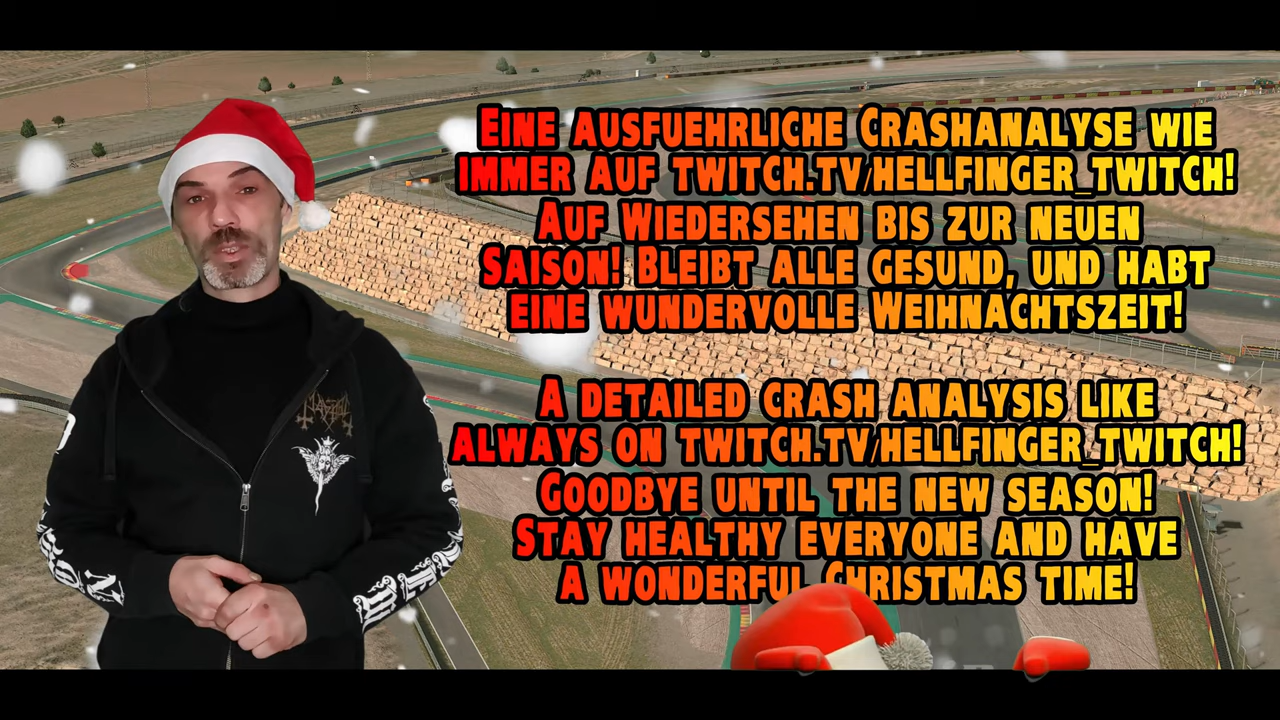 Eine ausfuehrliche Crashanalyse wie
immer auf twitch.tv/hellfinger_twitch!
Auf Wiedersehen bis zur neuen
Saison! Bleibt alle gesund, und habt
eine wundervolle Weihnachtszeit!
A detailed crash analysis like
always on twitch.tv/hellfinger_twitch!
Goodbye until the new season!
Stay healthy everyone and have
a wonderful Christmas time!